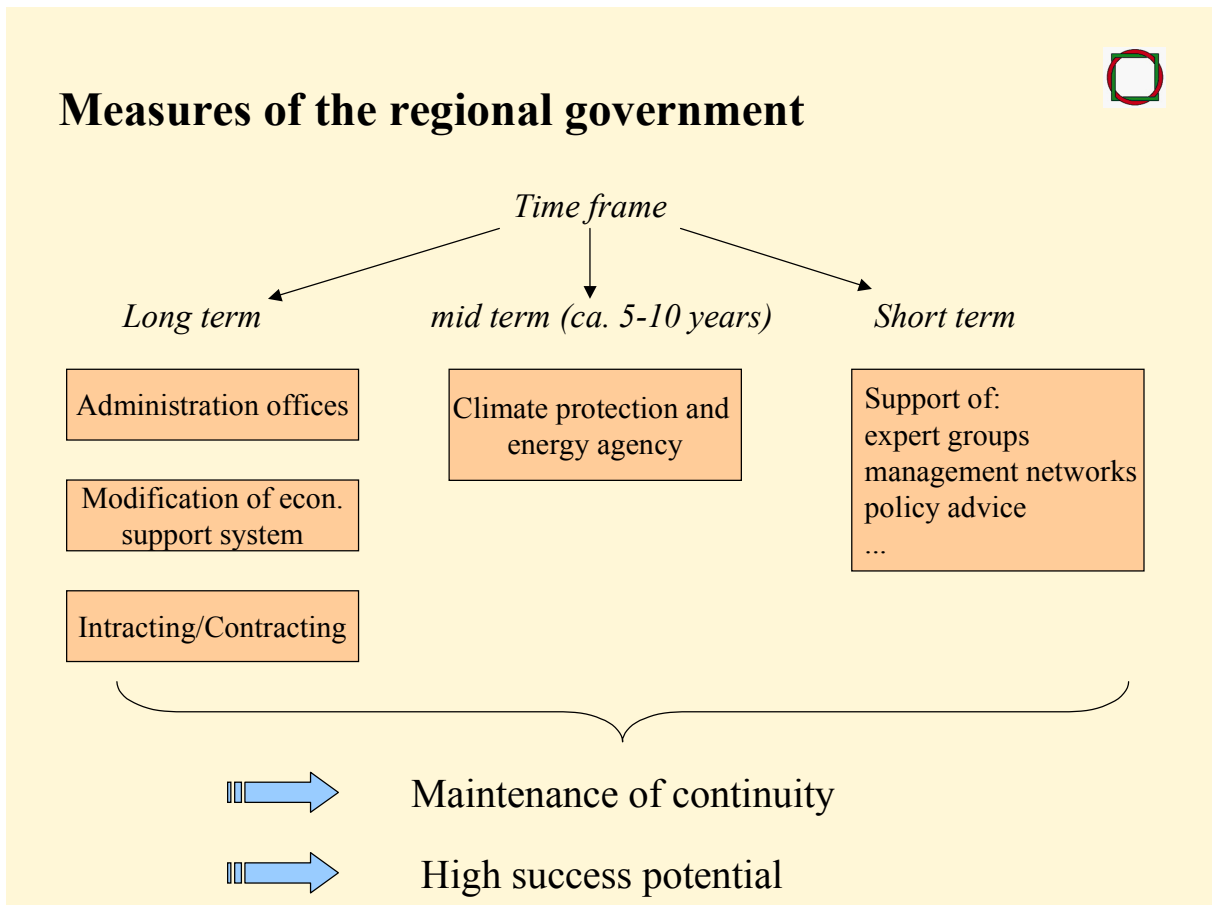 Measures of the regional government
Time frame
Long term
mid term (ca. 5-10 years)
Short term
Administration offices
Modification of econ.
support system
Intracting/Contracting
Climate protection and
energy agency
Support of:
expert groups
management networks
policy advice
...
Maintenance of continuity
High success potential